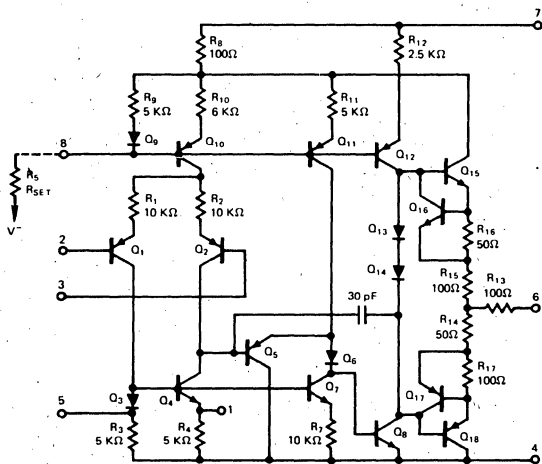 7
R8
100Ω
R12
2.5 KΩ
R9
5 KΩ
R10
6 KΩ
R11
5 KΩ
8
Q9
Q10
Q11
Q12
Q15
R5
RSET
V−
R1
10 KΩ
R2
10 KΩ
Q16
R16
50Ω
Q13
2
Q1
Q2
Q14
R15
100Ω
R13
100Ω
3
6
30 pF
R14
50Ω
Q5
Q6
R17
100Ω
Q3
Q4
Q7
Q17
5
1
Q8
Q18
R3
5 KΩ
R4
5 KΩ
R7
10 KΩ
4